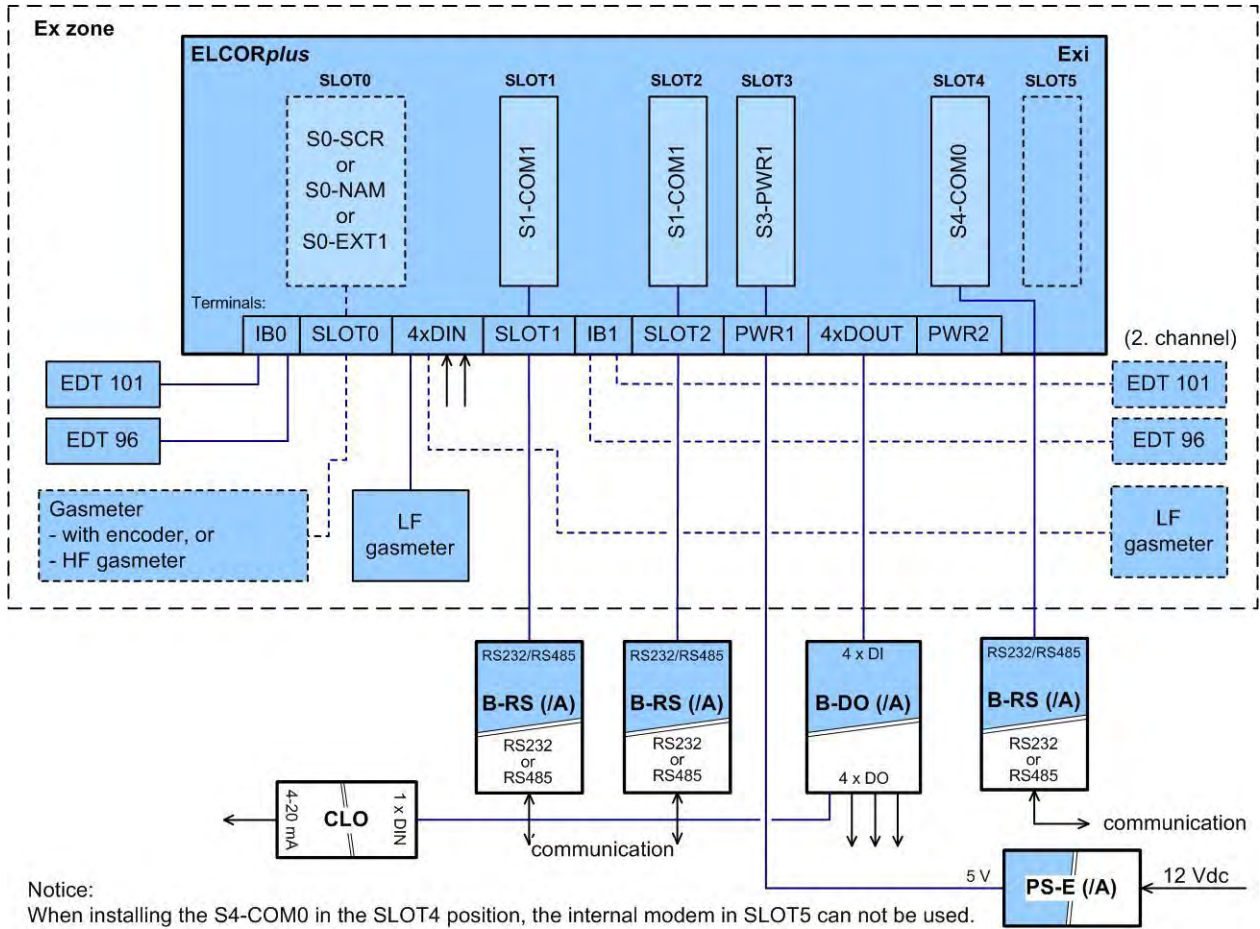 Ex zone
ELCORplus
Exi
SLOT0
SLOT1
SLOT2
SLOT3
SLOT4
SLOT5
S0-SCR
or
S0-NAM
or
S0-EXT1
S1-COM1
S1-COM1
S3-PWR1
S4-COM0
Terminals:
IB0
SLOT0
4xDIN
SLOT1
IB1
SLOT2
PWR1
4xDOUT
PWR2
(2. channel)
EDT 101
EDT 96
EDT 101
EDT 96
Gasmeter
- with encoder, or
- HF gasmeter
LF
gasmeter
LF
gasmeter
RS232/RS485
B-RS (/A)
RS232
or
RS485
RS232/RS485
B-RS (/A)
RS232
or
RS485
4 x DI
B-DO (/A)
4 x DO
RS232/RS485
B-RS (/A)
RS232
or
RS485
4-20 mA
CLO
1 x DIN
communication
communication
5 V
PS-E (/A)
12 Vdc
Notice:
When installing the S4-COM0 in the SLOT4 position, the internal modem in SLOT5 can not be used.